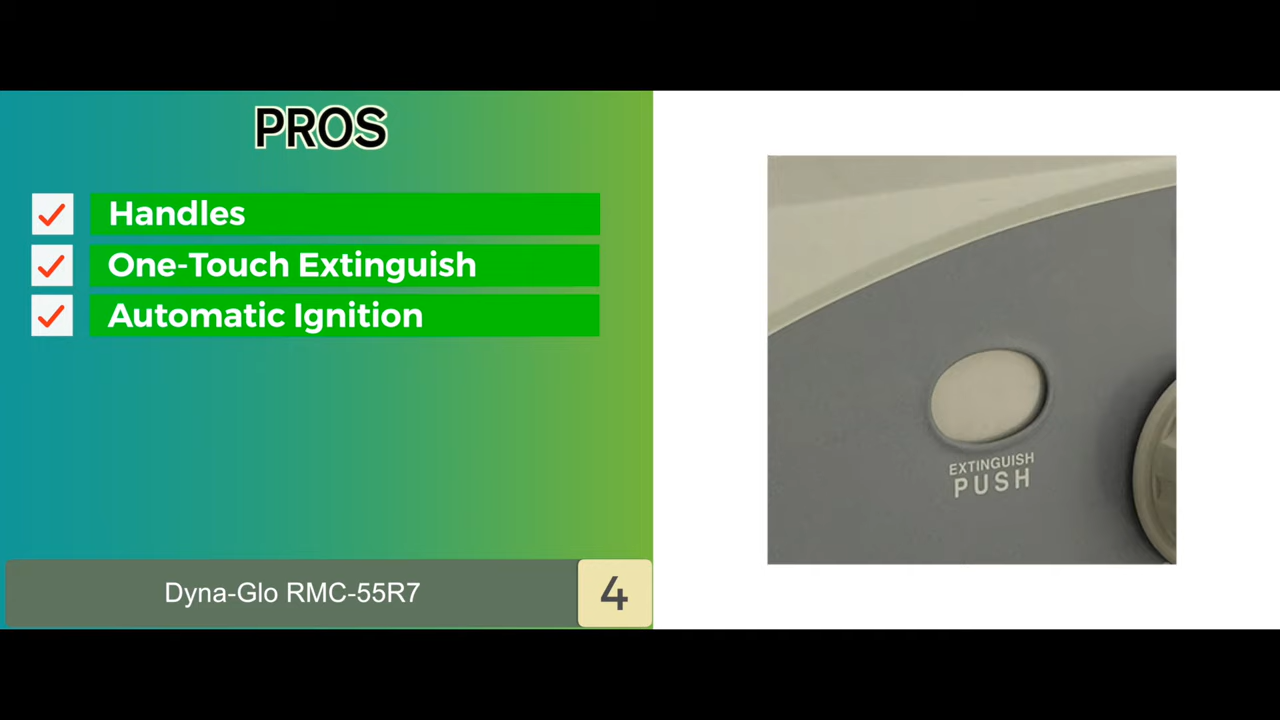 PROS
Handles
One-Touch Extinguish
Automatic Ignition
Dyna-Glo RMC-55R7
4
EXTINGUISH
PUSH